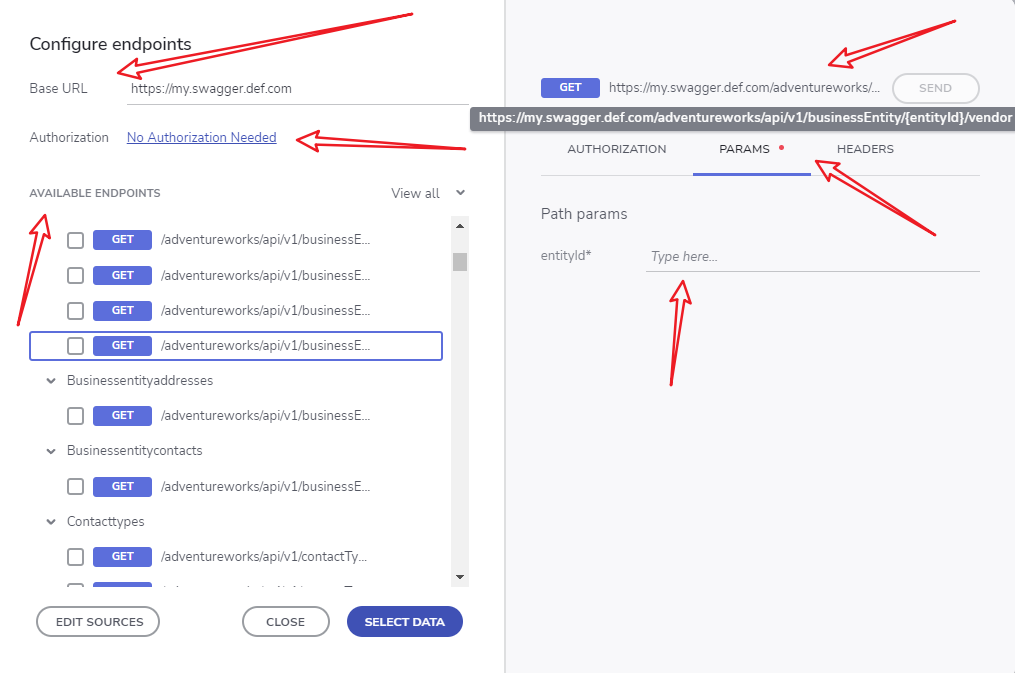 Configure endpoints
Base URL https://my.swagger.def.com
Authorization No Authorization Needed
AVAILABLE ENDPOINTS View all
GET /adventureworks/api/v1/businessE...
GET /adventureworks/api/v1/businessE...
GET /adventureworks/api/v1/businessE...
GET /adventureworks/api/v1/businessE...
Businessentityaddresses
GET /adventureworks/api/v1/businessE...
Businessentitycontacts
GET /adventureworks/api/v1/businessE...
Contacttypes
GET /adventureworks/api/v1/contactTy...
EDIT SOURCES CLOSE SELECT DATA
GET https://my.swagger.def.com/adventureworks/... SEND
https://my.swagger.def.com/adventureworks/api/v1/businessEntity/{entityId}/vendor
AUTHORIZATION PARAMS HEADERS
Path params
entityId* Type here...